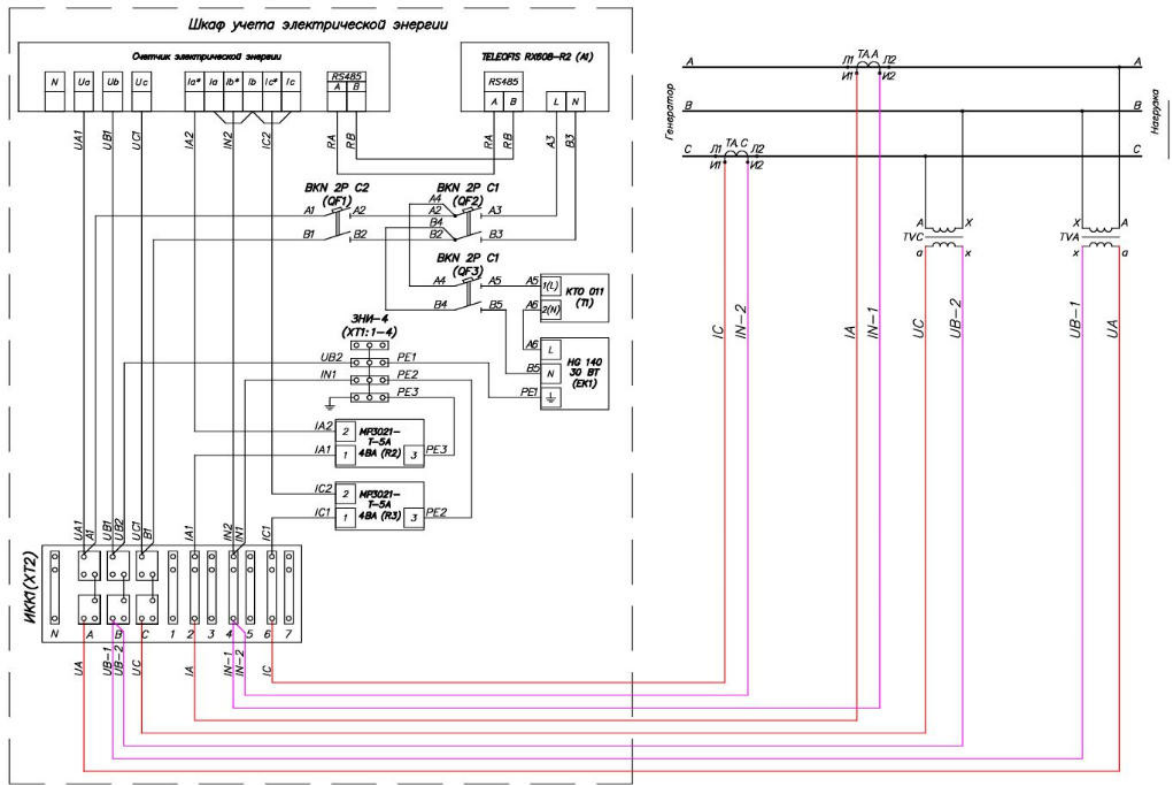 Шкаф учета электрической энергии
Счетчик электрической энергии
N Ua Ub Uc Ia* Ia Ib* Ib Ic* Ic
RS485
A B
TELEOFIS RX608-R2 (A1)
RS485
A B L N
UA1 UB1 UC1 IA2 IN2 IC2 RA RB RA RB A3 B3
BKN 2P C2
(QF1)
A1 A2
B1 B2
BKN 2P C1
(QF2)
A4
A2 A3
B4
B2 B3
BKN 2P C1
(QF3)
A4 A5
B4 B5
A5 1(L)
A6 2(N)
КТО 011
(T1)
A6 L
B5 N
PE1
HG 140
30 ВТ
(EK1)
ЗНИ-4
(XT1: 1-4)
UB2 PE1
IN1 PE2
PE3
IA2 2
IA1 1
МР3021-
Т-5А
4ВА (R2)
3 PE3
IC2 2
IC1 1
МР3021-
Т-5А
4ВА (R3)
3 PE2
UA1 A1 UB1 UB2 UC1 B1 IA1 IN2 IN1 IC1
ИКК1(XT2)
N A B C 1 2 3 4 5 6 7
UA UB-1 UB-2 UC IA IN-1 IN-2 IC
Генератор
Нагрузка
A Л1 TA.A Л2 A
И1 И2
B B
C Л1 TA.C Л2 C
И1 И2
A X
TVC
a x
X A
TVA
x a
IC IN-2 IA IN-1 UC UB-2 UB-1 UA